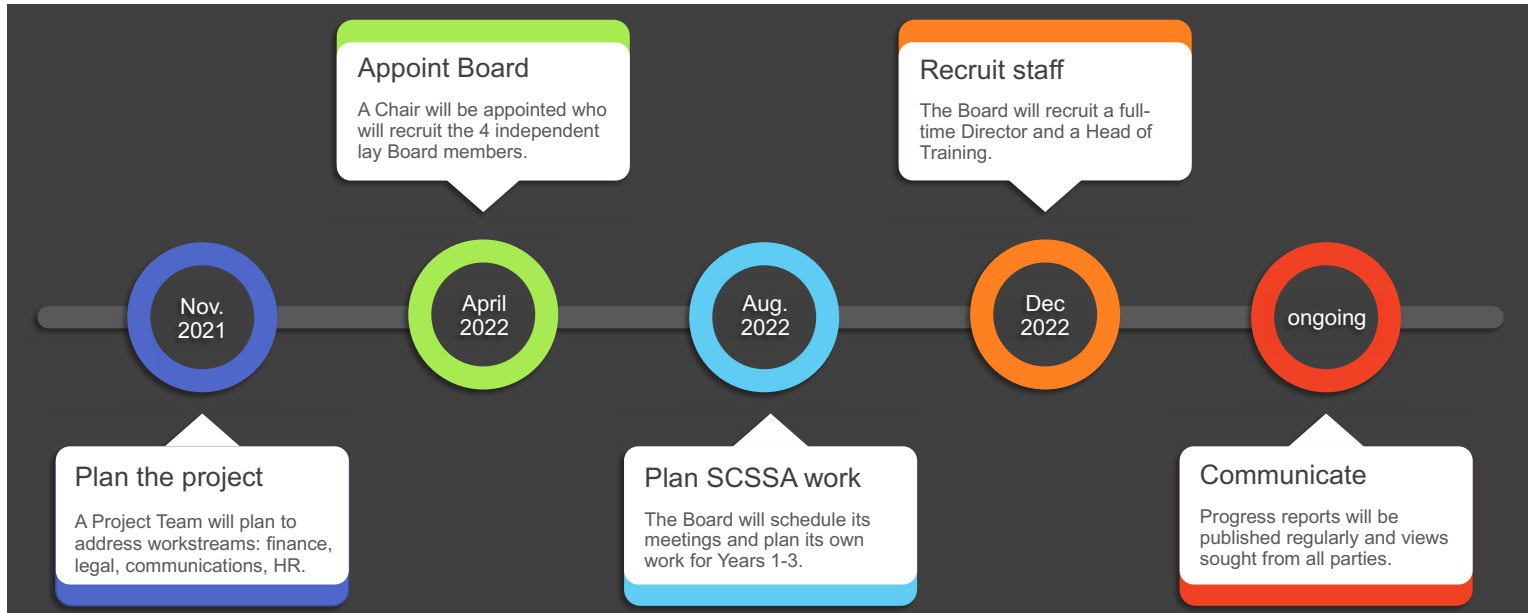 Appoint Board
A Chair will be appointed who
will recruit the 4 independent
lay Board members.
Recruit staff
The Board will recruit a full-
time Director and a Head of
Training.
Nov.
2021
April
2022
Aug.
2022
Dec
2022
ongoing
Plan the project
A Project Team will plan to
address workstreams: finance,
legal, communications, HR.
Plan SCSSA work
The Board will schedule its
meetings and plan its own
work for Years 1-3.
Communicate
Progress reports will be
published regularly and views
sought from all parties.